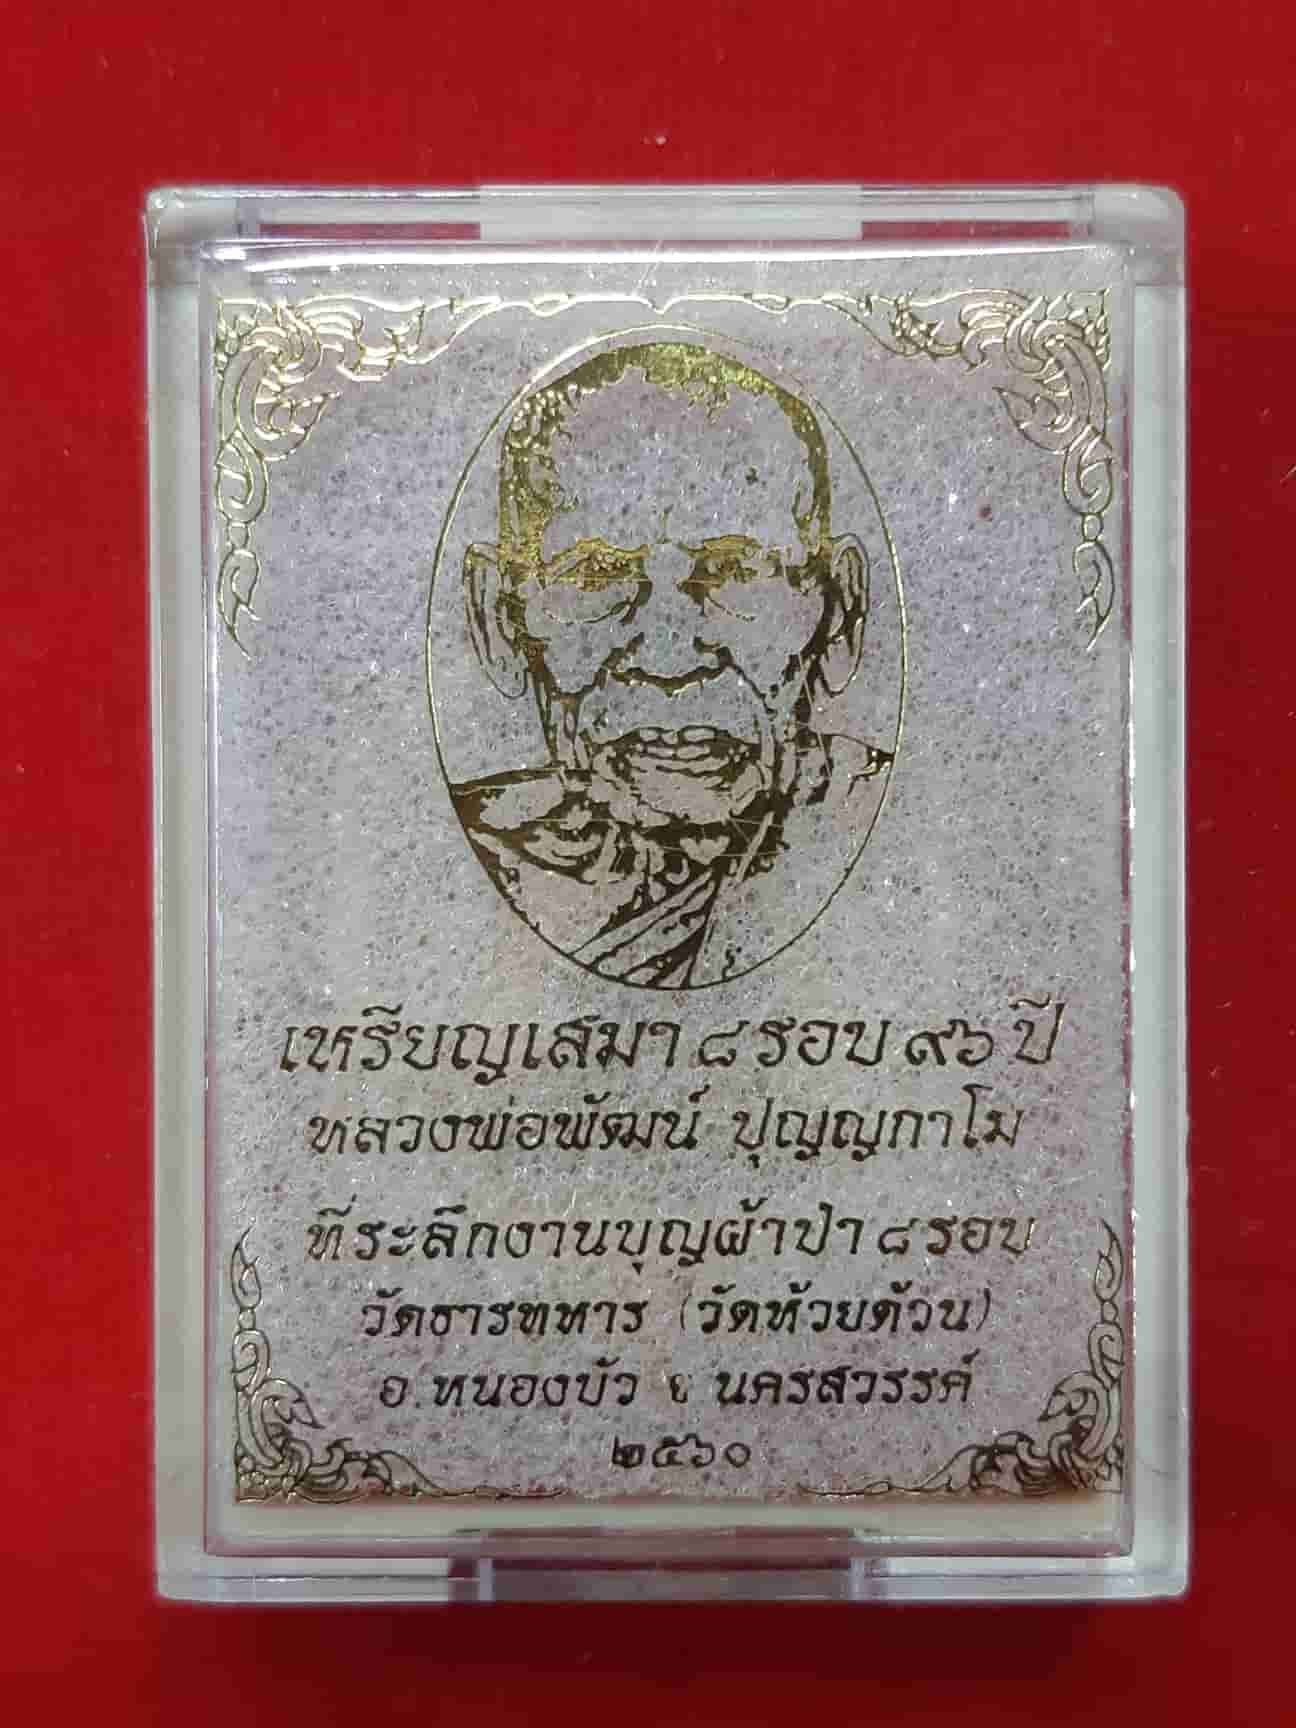 เหรียญเสมา ๘ รอบ ๙๖ ปี
หลวงพ่อพัฒน์ ปุญญกาโม
ที่ระลึกงานบุญผ้าป่า ๘ รอบ
วัดธารทหาร (วัดห้วยด้วน)
อ.หนองบัว จ นครสวรรค์
๒๕๖๐